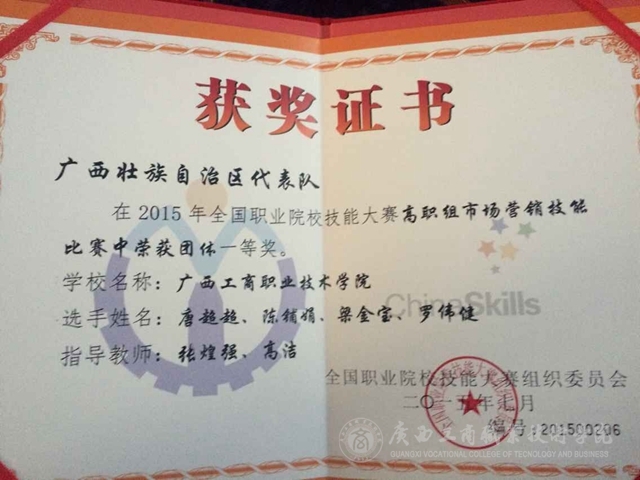 获奖证书
广西壮族自治区代表队
在2015年全国职业院校技能大赛高职组市场营销技能
比赛中荣获团体一等奖。
学校名称：广西工商职业技术学院
ChinaSkills
选手姓名：唐超超、陈辅娟、梁金宝、罗伟健
指导教师：张煌强、高洁
全国职业院校技能大赛组织委员会
二〇一五年七月
编号:201500206
广西工商职业技术学院
GUANGXI VOCATIONAL COLLEGE OF TECHNOLOGY AND BUSINESS